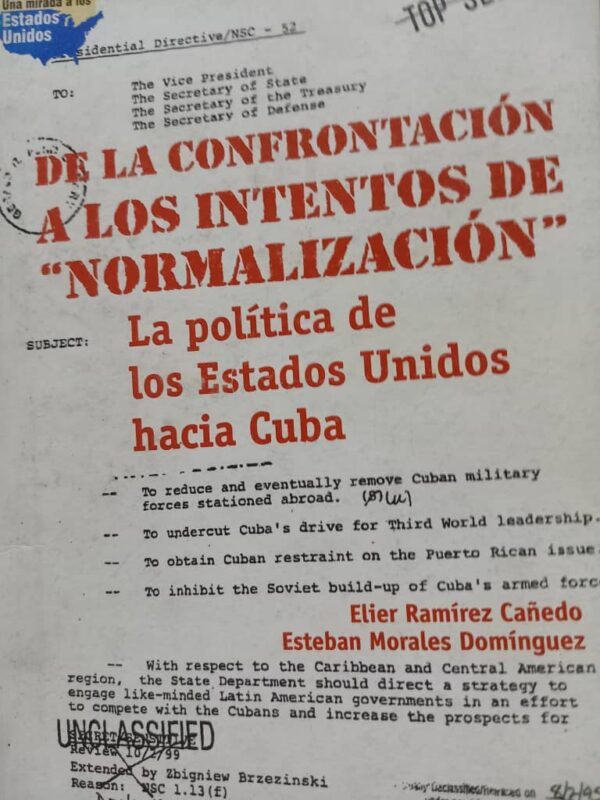 Una mirada a los
Estados
Unidos
sidential Directive/NSC - 52
TOP SE
TO:
The Vice President
The Secretary of State
The Secretary of the Treasury
The Secretary of Defense
DE LA CONFRONTACIÓN
A LOS INTENTOS DE
“NORMALIZACIÓN”
SUBJECT:
La política de
los Estados Unidos
hacia Cuba
-- To reduce and eventually remove Cuban military
forces stationed abroad.
-- To undercut Cuba's drive for Third World leadership.
-- To obtain Cuban restraint on the Puerto Rican issue
-- To inhibit the Soviet build-up of Cuba's armed forc
Elier Ramírez Cañedo
Esteban Morales Domínguez
-- With respect to the Caribbean and Central American
region, the State Department should direct a strategy to
engage like-minded Latin American governments in an effort
to compete with the Cubans and increase the prospects for
UNCLASSIFIED
Review 10/2/99
Extended by Zbigniew Brzezinski
Reason: NSC 1.13(f)